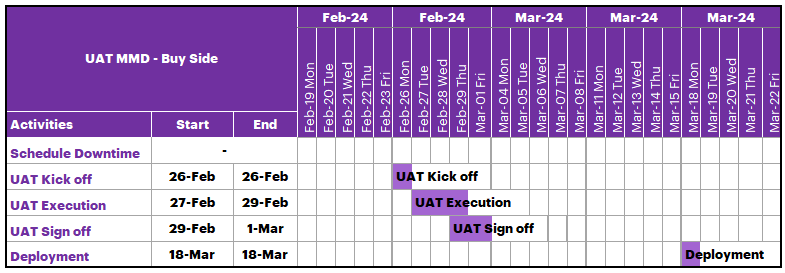 UAT MMD - Buy Side
Feb-24 Feb-24 Mar-24 Mar-24 Mar-24
Feb-19 Mon Feb-20 Tue Feb-21 Wed Feb-22 Thu Feb-23 Fri Feb-26 Mon Feb-27 Tue Feb-28 Wed Feb-29 Thu Mar-01 Fri Mar-04 Mon Mar-05 Tue Mar-06 Wed Mar-07 Thu Mar-08 Fri Mar-11 Mon Mar-12 Tue Mar-13 Wed Mar-14 Thu Mar-15 Fri Mar-18 Mon Mar-19 Tue Mar-20 Wed Mar-21 Thu Mar-22 Fri
Activities Start End
Schedule Downtime -
UAT Kick off 26-Feb 26-Feb UAT Kick off
UAT Execution 27-Feb 29-Feb UAT Execution
UAT Sign off 29-Feb 1-Mar UAT Sign off
Deployment 18-Mar 18-Mar Deployment